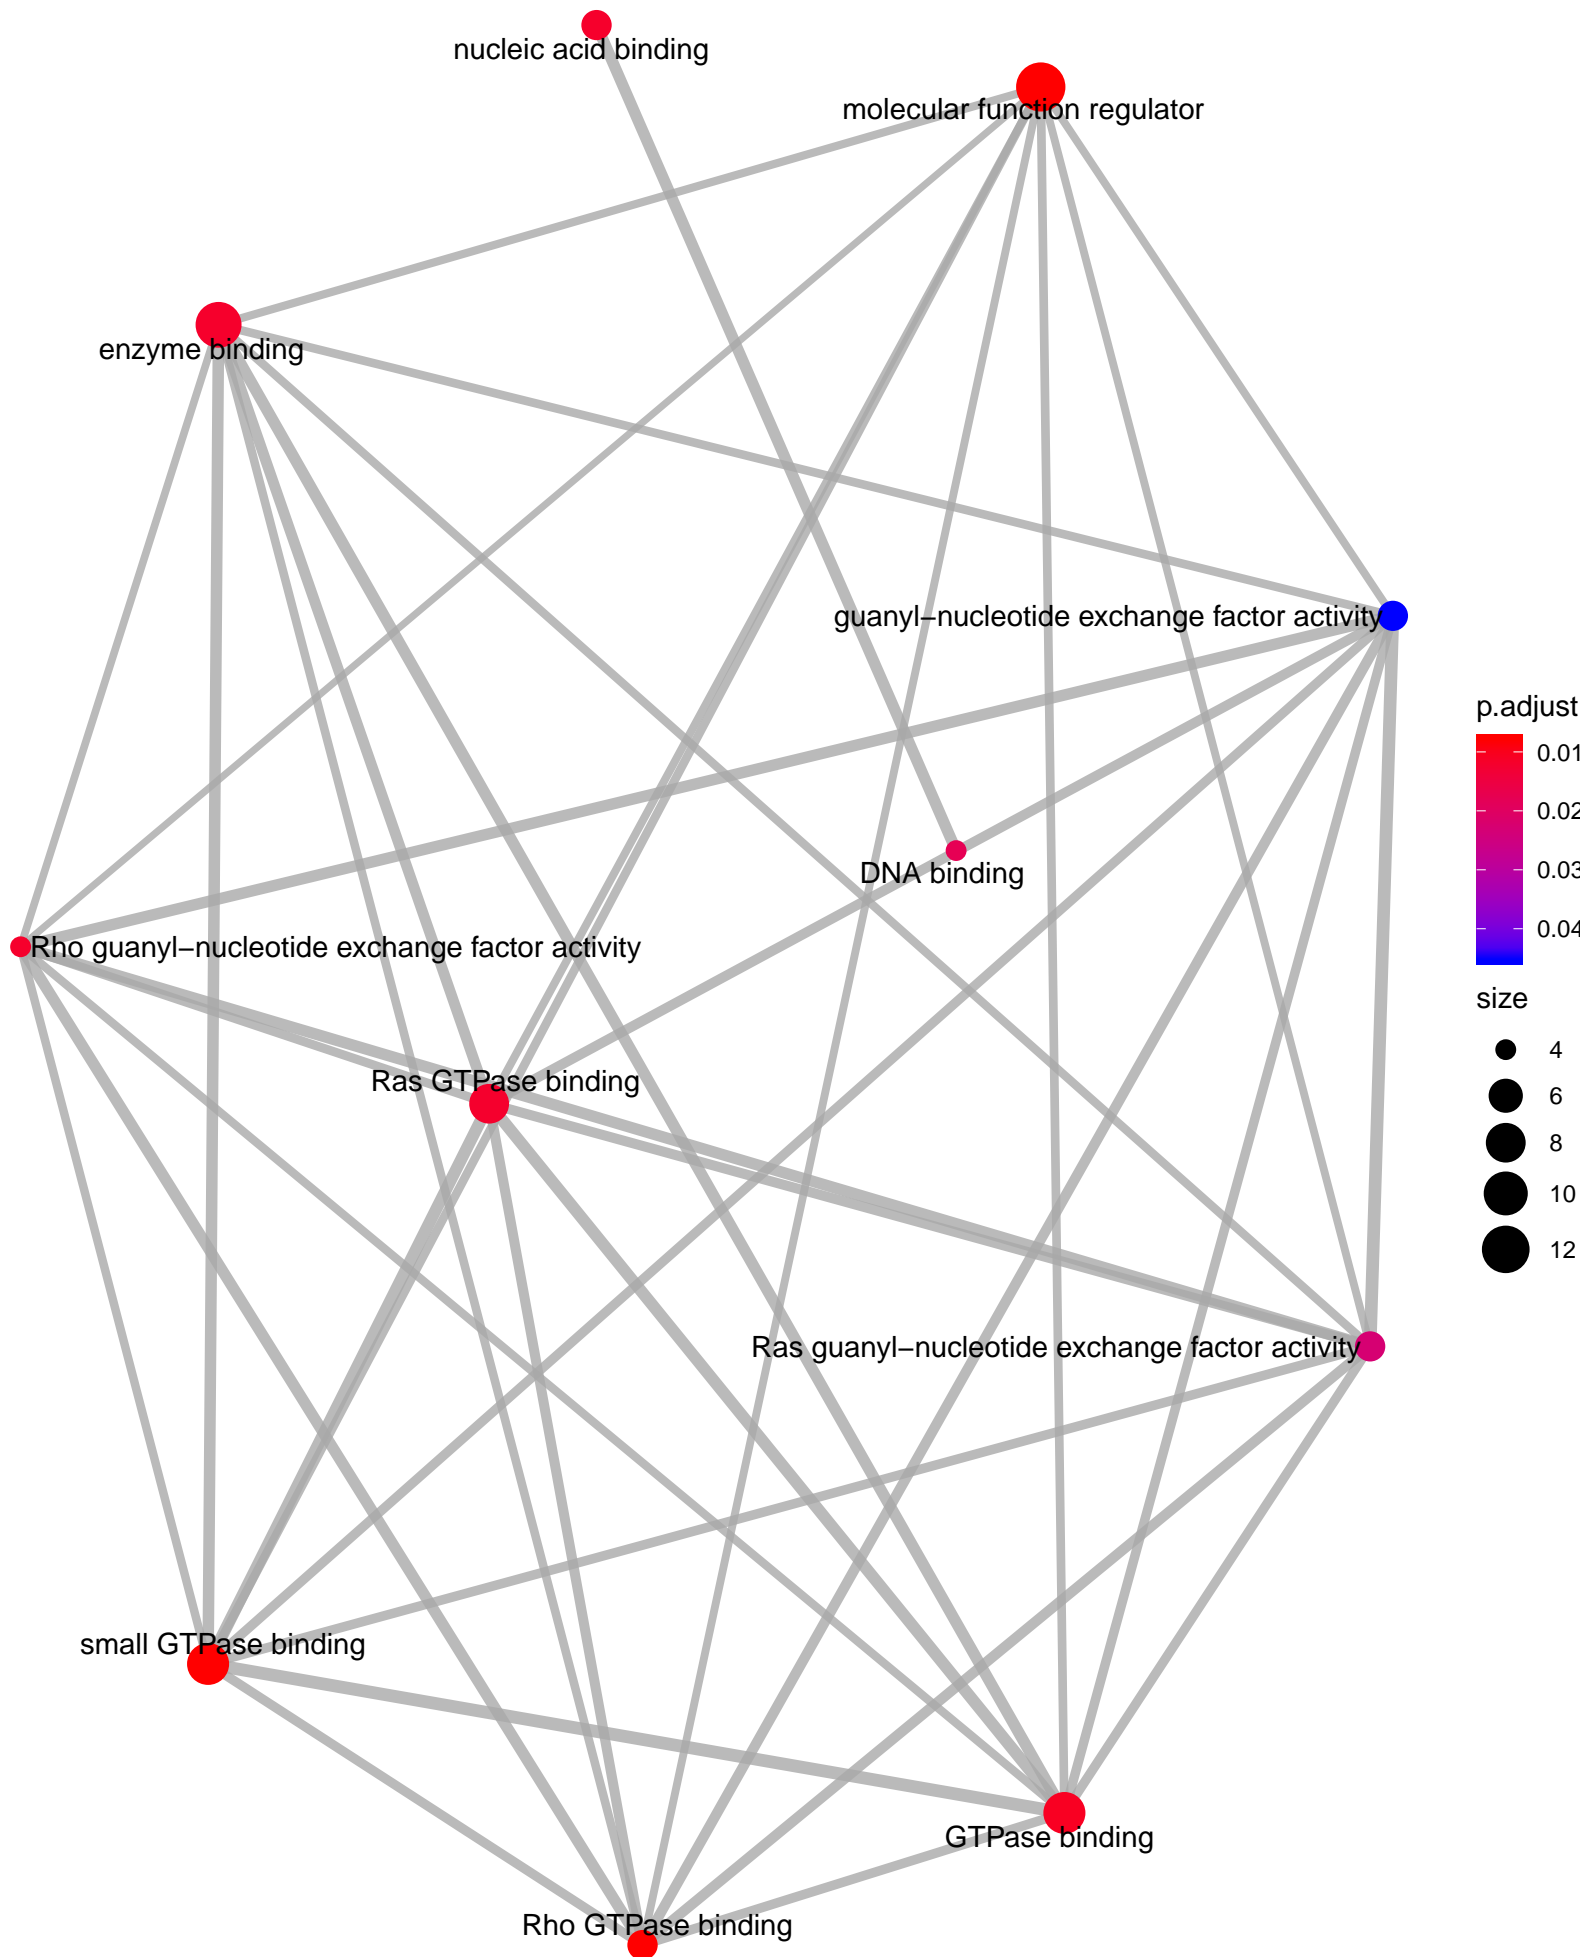 nucleic acid binding
molecular function regulator
enzyme binding
guanyl−nucleotide exchange factor activity
p.adjust
0.01
0.02
0.03
0.04
DNA binding
Rho guanyl−nucleotide exchange factor activity
size
4
6
8
10
12
Ras GTPase binding
Ras guanyl−nucleotide exchange factor activity
small GTPase binding
GTPase binding
Rho GTPase binding